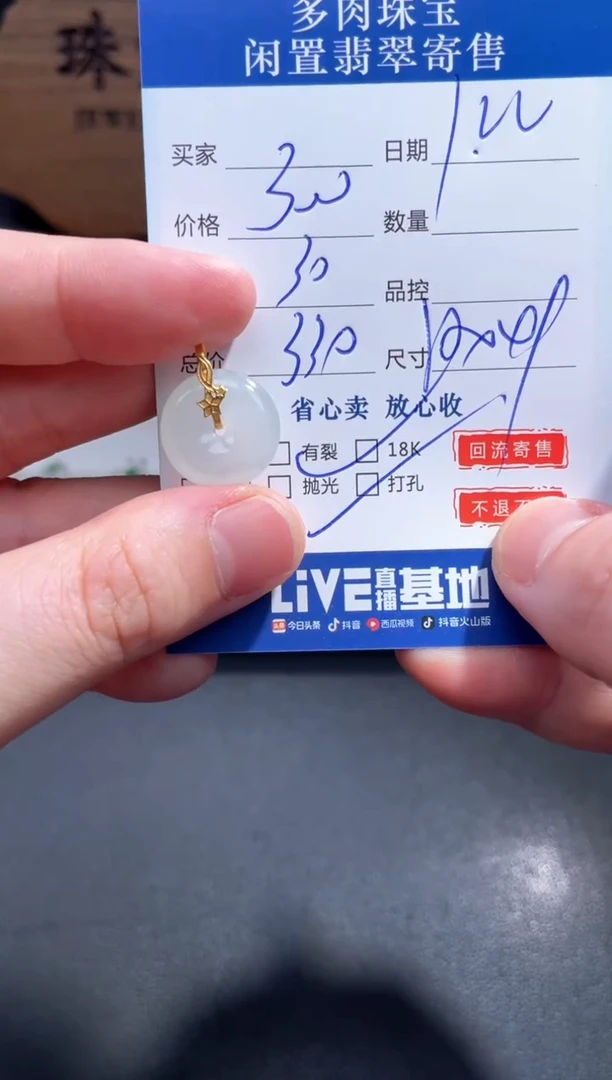 珠
多肉珠宝
闲置翡翠寄售
买家 日期
价格 300 数量
30 品控
总价 330 尺寸
省心卖 放心收
有裂 18K 回流寄售
抛光 打孔 不退
LiVE直播基地
头条 今日头条 抖音 西瓜视频 抖音火山版